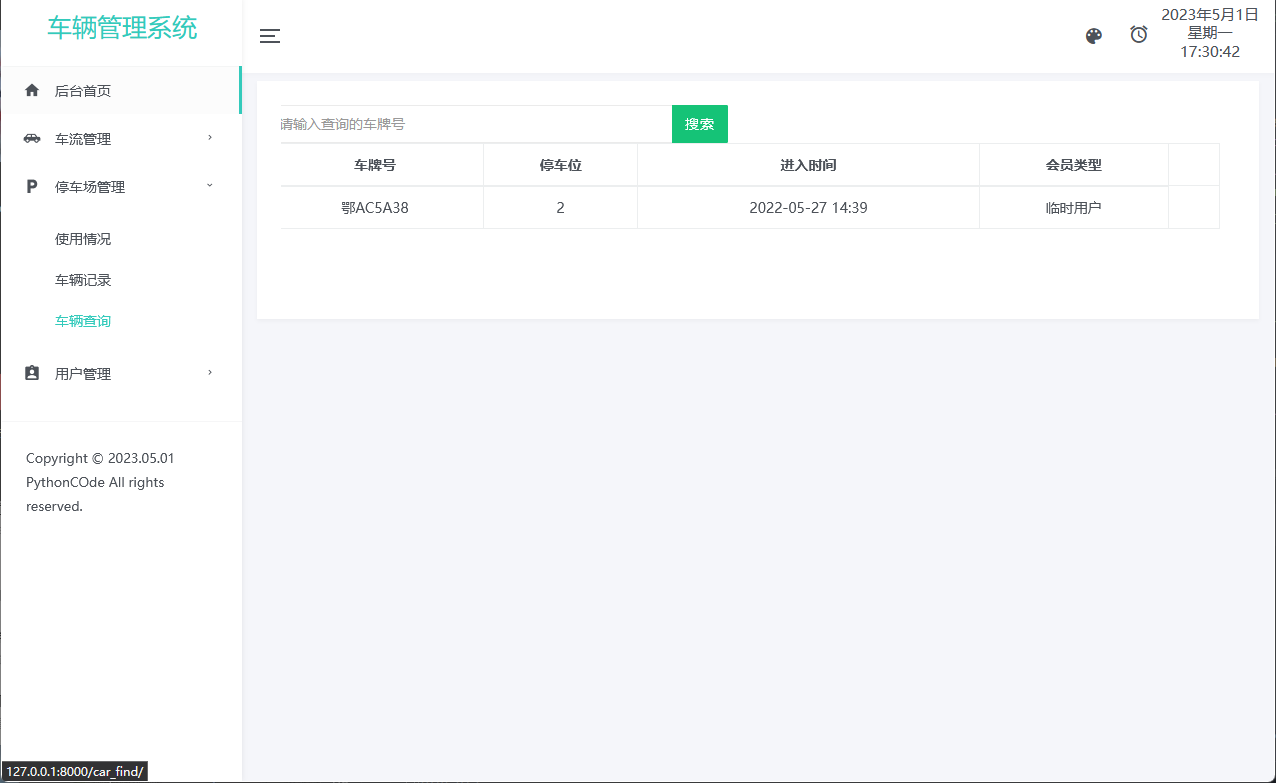 车辆管理系统
2023年5月1日
星期一
17:30:42
后台首页
车流管理
停车场管理
使用情况
车辆记录
车辆查询
用户管理
Copyright © 2023.05.01
PythonCOde All rights
reserved.
请输入查询的车牌号 搜索
车牌号 停车位 进入时间 会员类型
鄂AC5A38 2 2022-05-27 14:39 临时用户
127.0.0.1:8000/car_find/